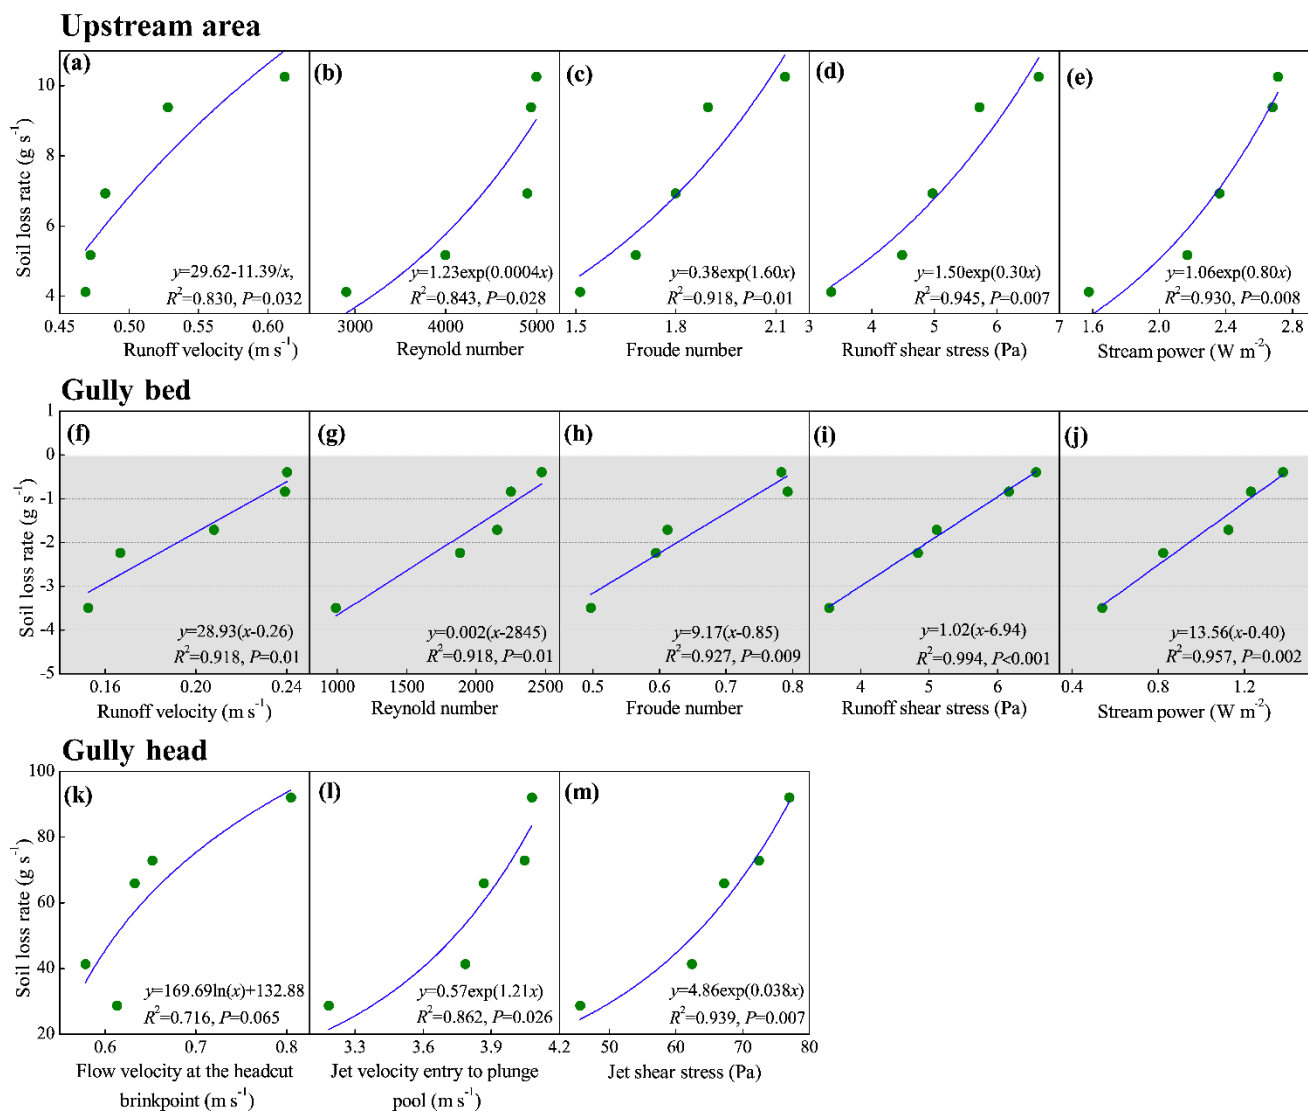 Upstream area
(a)
(b)
(c)
(d)
(e)
10
8
6
4
Soil loss rate (g s-1)
y=29.62-11.39/x,
R2=0.830, P=0.032
y=1.23exp(0.0004x)
R2=0.843, P=0.028
y=0.38exp(1.60x)
R2=0.918, P=0.01
y=1.50exp(0.30x)
R2=0.945, P=0.007
y=1.06exp(0.80x)
R2=0.930, P=0.008
0.45 0.50 0.55 0.60
3000 4000 5000
1.5 1.8 2.1
3 4 5 6 7
1.6 2.0 2.4 2.8
Runoff velocity (m s-1)
Reynold number
Froude number
Runoff shear stress (Pa)
Stream power (W m-2)
Gully bed
(f)
(g)
(h)
(i)
(j)
1
0
-1
-2
-3
-4
-5
Soil loss rate (g s-1)
y=28.93(x-0.26)
R2=0.918, P=0.01
y=0.002(x-2845)
R2=0.918, P=0.01
y=9.17(x-0.85)
R2=0.927, P=0.009
y=1.02(x-6.94)
R2=0.994, P<0.001
y=13.56(x-0.40)
R2=0.957, P=0.002
0.16 0.20 0.24
1000 1500 2000 2500
0.5 0.6 0.7 0.8
4 5 6
0.4 0.8 1.2
Runoff velocity (m s-1)
Reynold number
Froude number
Runoff shear stress (Pa)
Stream power (W m-2)
Gully head
(k)
(l)
(m)
100
80
60
40
20
Soil loss rate (g s-1)
y=169.69ln(x)+132.88
R2=0.716, P=0.065
y=0.57exp(1.21x)
R2=0.862, P=0.026
y=4.86exp(0.038x)
R2=0.939, P=0.007
0.6 0.8
3.3 3.6 3.9 4.2
50 60 70 80
Flow velocity at the headcut
brinkpoint (m s-1)
Jet velocity entry to plunge
pool (m s-1)
Jet shear stress (Pa)